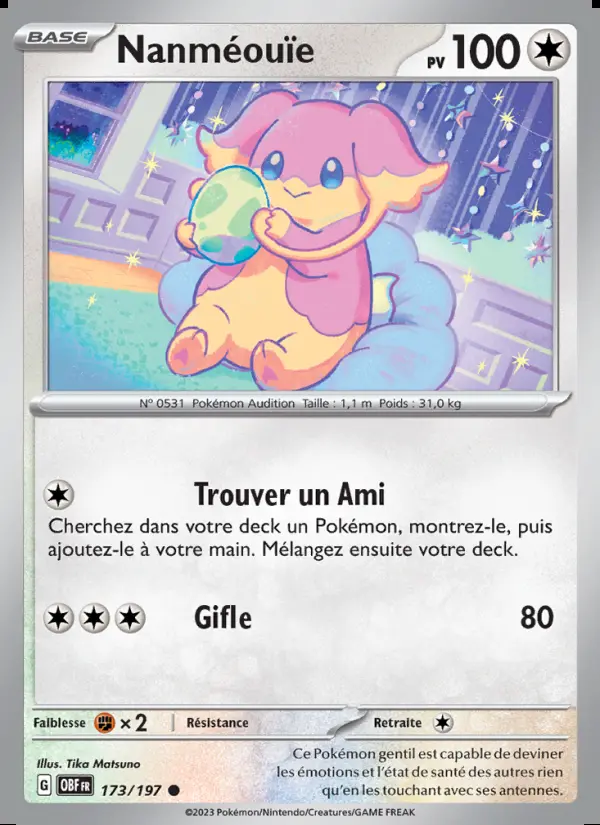 BASE Nanméouïe PV 100
N° 0531 Pokémon Audition Taille : 1,1 m Poids : 31,0 kg
Trouver un Ami
Cherchez dans votre deck un Pokémon, montrez-le, puis
ajoutez-le à votre main. Mélangez ensuite votre deck.
Gifle 80
Faiblesse ×2 Résistance Retraite
Illus. Tika Matsuno
Ce Pokémon gentil est capable de deviner
les émotions et l'état de santé des autres rien
qu'en les touchant avec ses antennes.
G OBF FR 173/197
©2023 Pokémon/Nintendo/Creatures/GAME FREAK